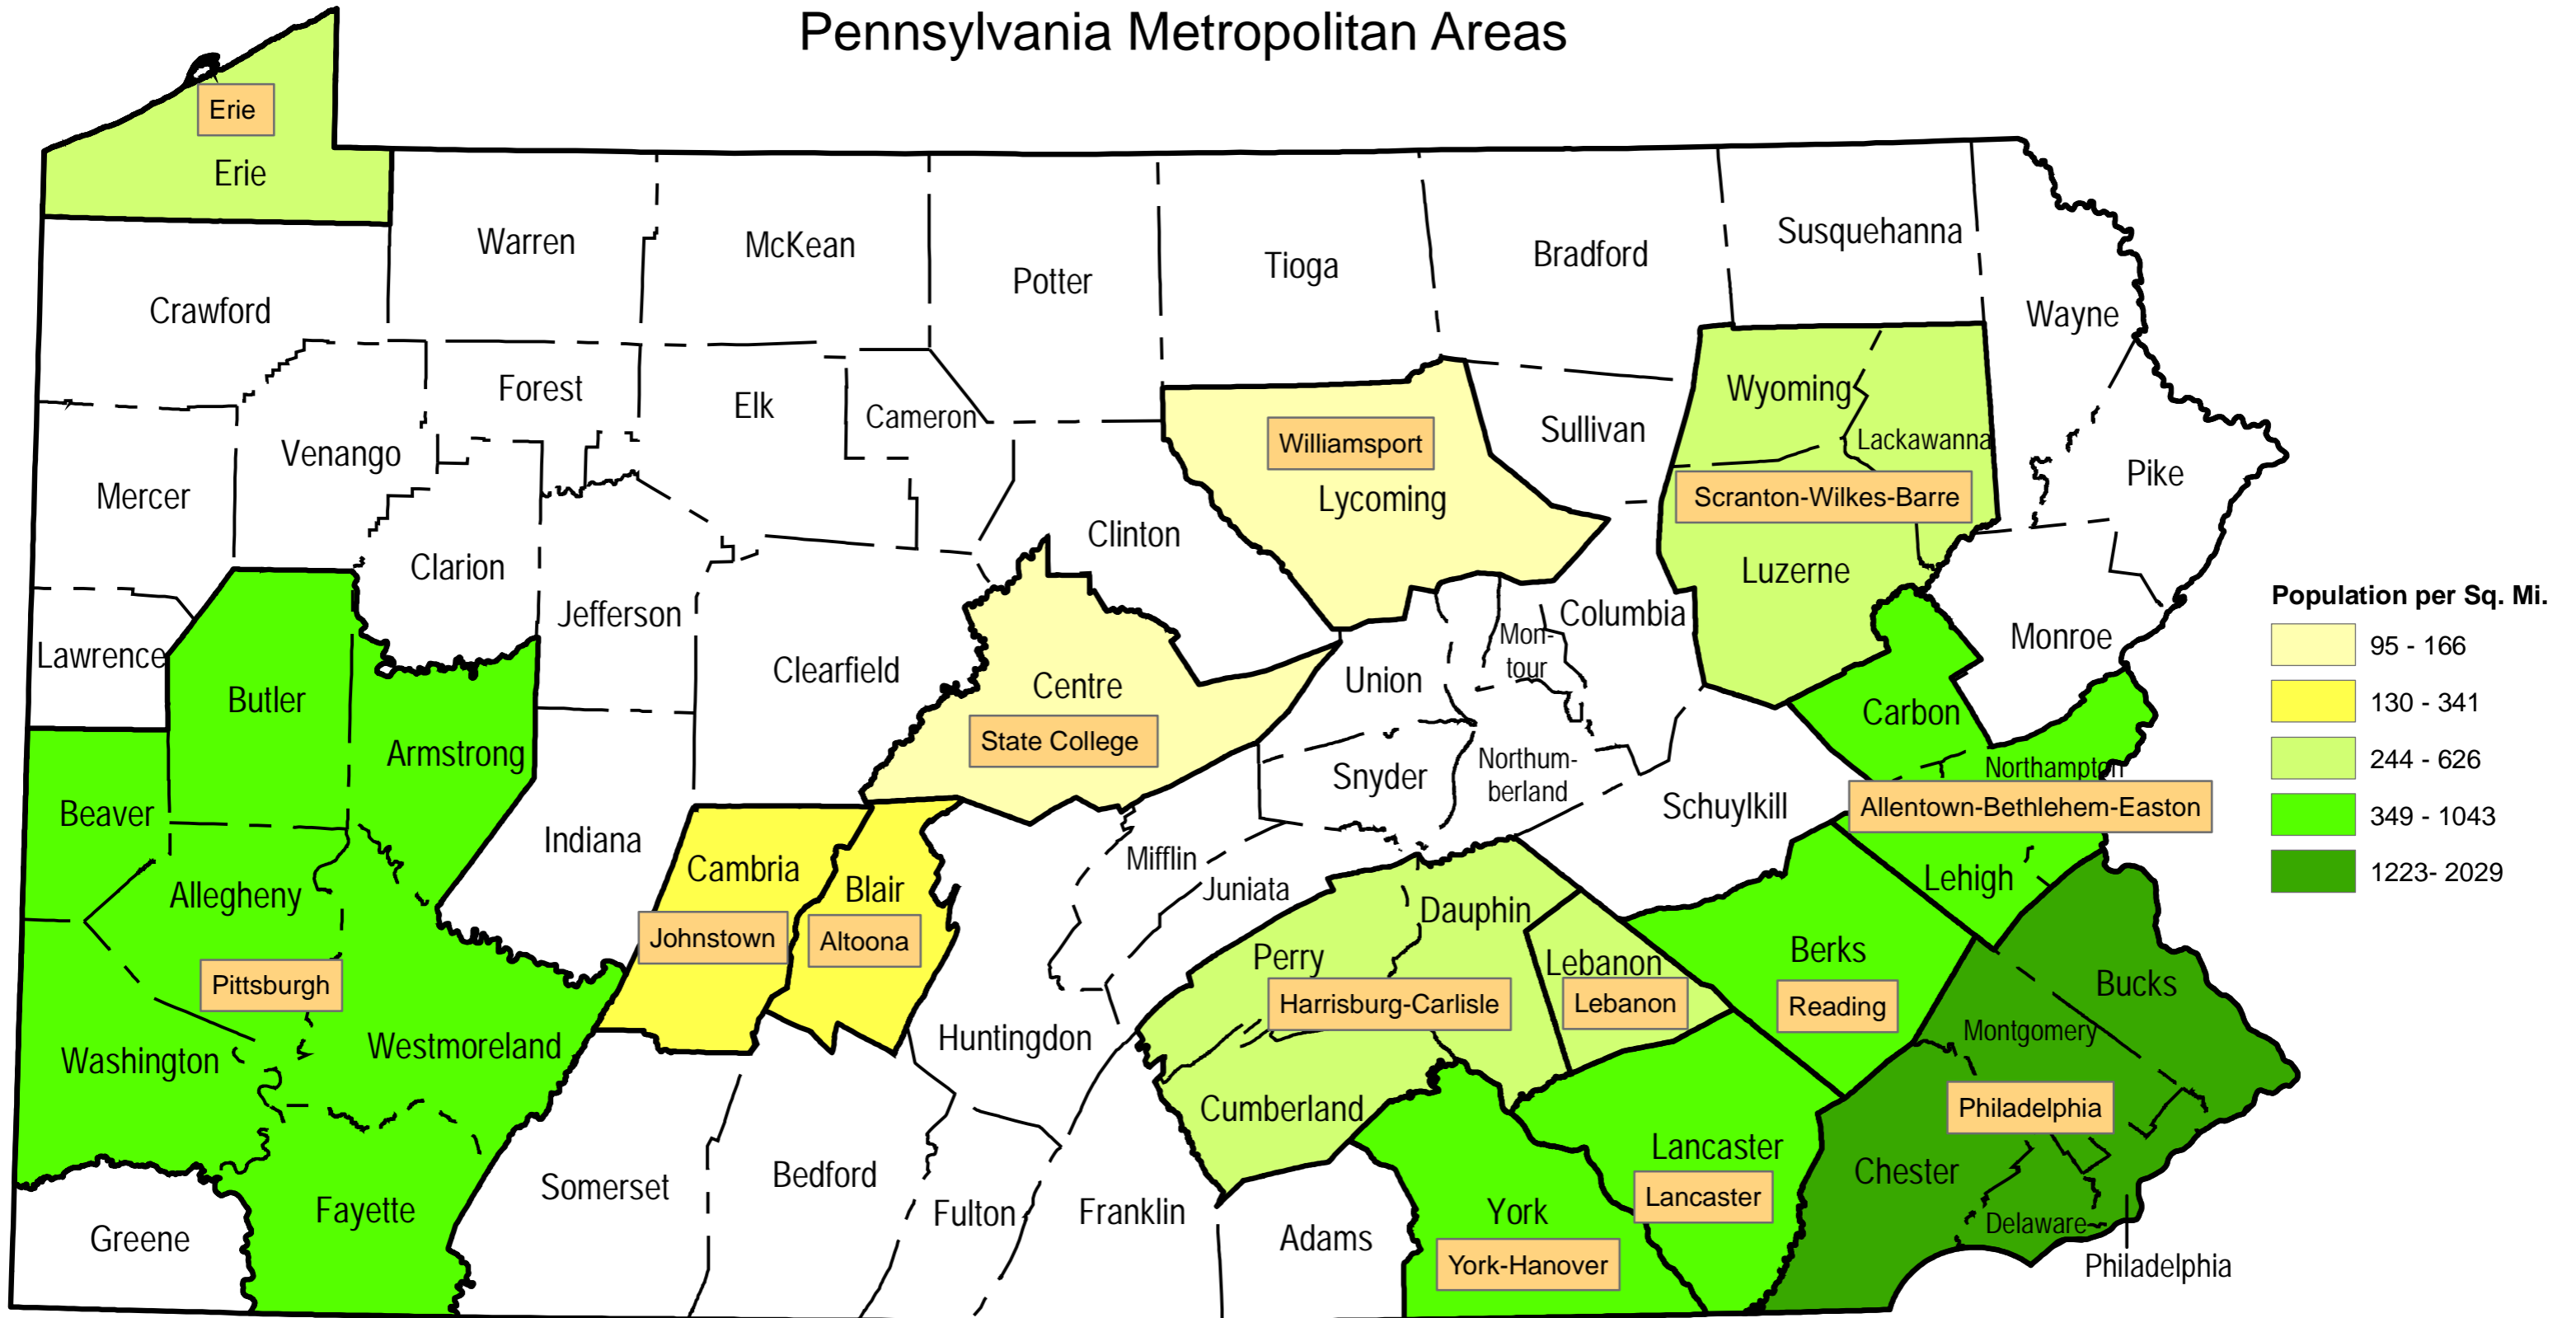 Pennsylvania Metropolitan Areas
Erie
Erie
Warren
McKean
Potter
Tioga
Bradford
Susquehanna
Wayne
Crawford
Forest
Elk
Cameron
Wyoming
Lackawanna
Sullivan
Williamsport
Lycoming
Venango
Mercer
Pike
Scranton-Wilkes-Barre
Clinton
Clarion
Luzerne
Jefferson
Columbia
Mon-
tour
Monroe
Lawrence
Clearfield
Centre
State College
Union
Butler
Armstrong
Carbon
Snyder
Northum-
berland
Northampton
Allentown-Bethlehem-Easton
Schuylkill
Beaver
Indiana
Cambria
Blair
Mifflin
Juniata
Lehigh
Allegheny
Johnstown
Altoona
Dauphin
Perry
Lebanon
Berks
Bucks
Pittsburgh
Harrisburg-Carlisle
Lebanon
Reading
Montgomery
Huntingdon
Washington
Westmoreland
Cumberland
Philadelphia
Lancaster
Chester
Bedford
Somerset
Lancaster
Fayette
Fulton
Franklin
York
Delaware
Greene
Adams
York-Hanover
Philadelphia
Population per Sq. Mi.
95 - 166
130 - 341
244 - 626
349 - 1043
1223- 2029